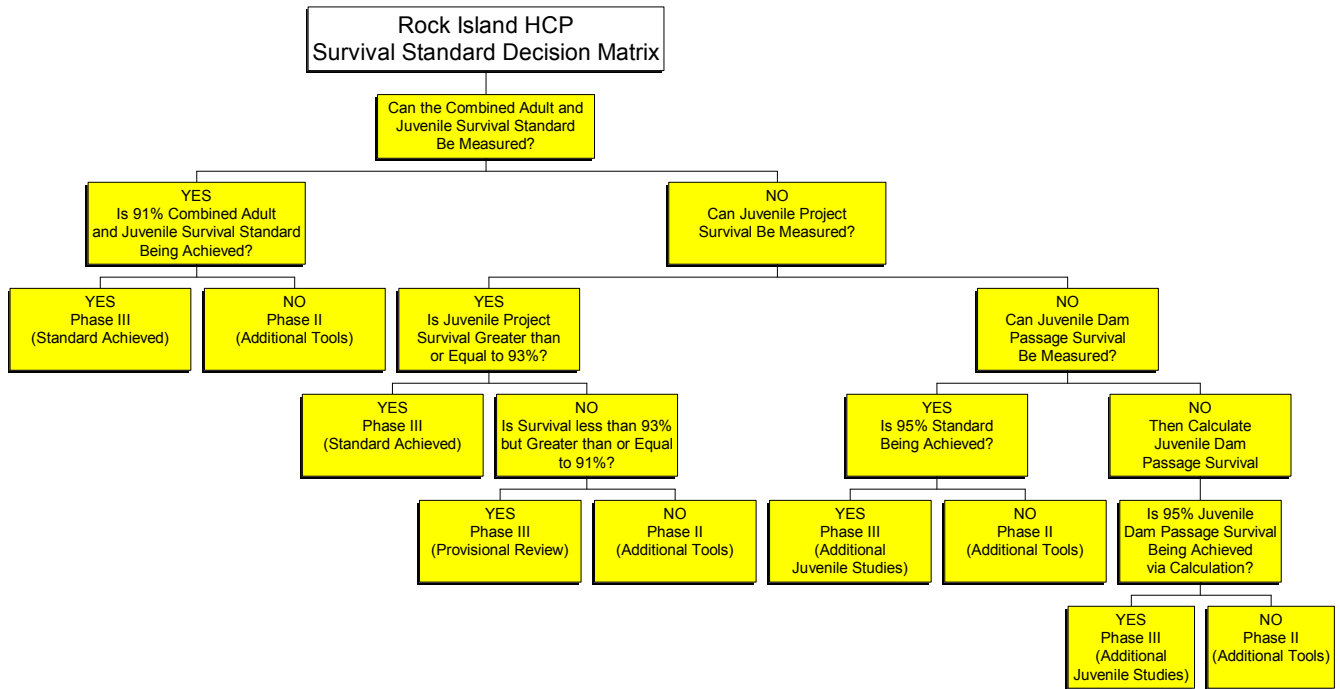 Rock Island HCP
Survival Standard Decision Matrix
Can the Combined Adult and
Juvenile Survival Standard
Be Measured?
YES
Is 91% Combined Adult
and Juvenile Survival Standard
Being Achieved?
NO
Can Juvenile Project
Survival Be Measured?
YES
Phase III
(Standard Achieved)
NO
Phase II
(Additional Tools)
YES
Is Juvenile Project
Survival Greater than
or Equal to 93%?
NO
Can Juvenile Dam
Passage Survival
Be Measured?
YES
Phase III
(Standard Achieved)
NO
Is Survival less than 93%
but Greater than or Equal
to 91%?
YES
Is 95% Standard
Being Achieved?
NO
Then Calculate
Juvenile Dam
Passage Survival
YES
Phase III
(Provisional Review)
NO
Phase II
(Additional Tools)
YES
Phase III
(Additional
Juvenile Studies)
NO
Phase II
(Additional Tools)
Is 95% Juvenile
Dam Passage Survival
Being Achieved
via Calculation?
YES
Phase III
(Additional
Juvenile Studies)
NO
Phase II
(Additional Tools)